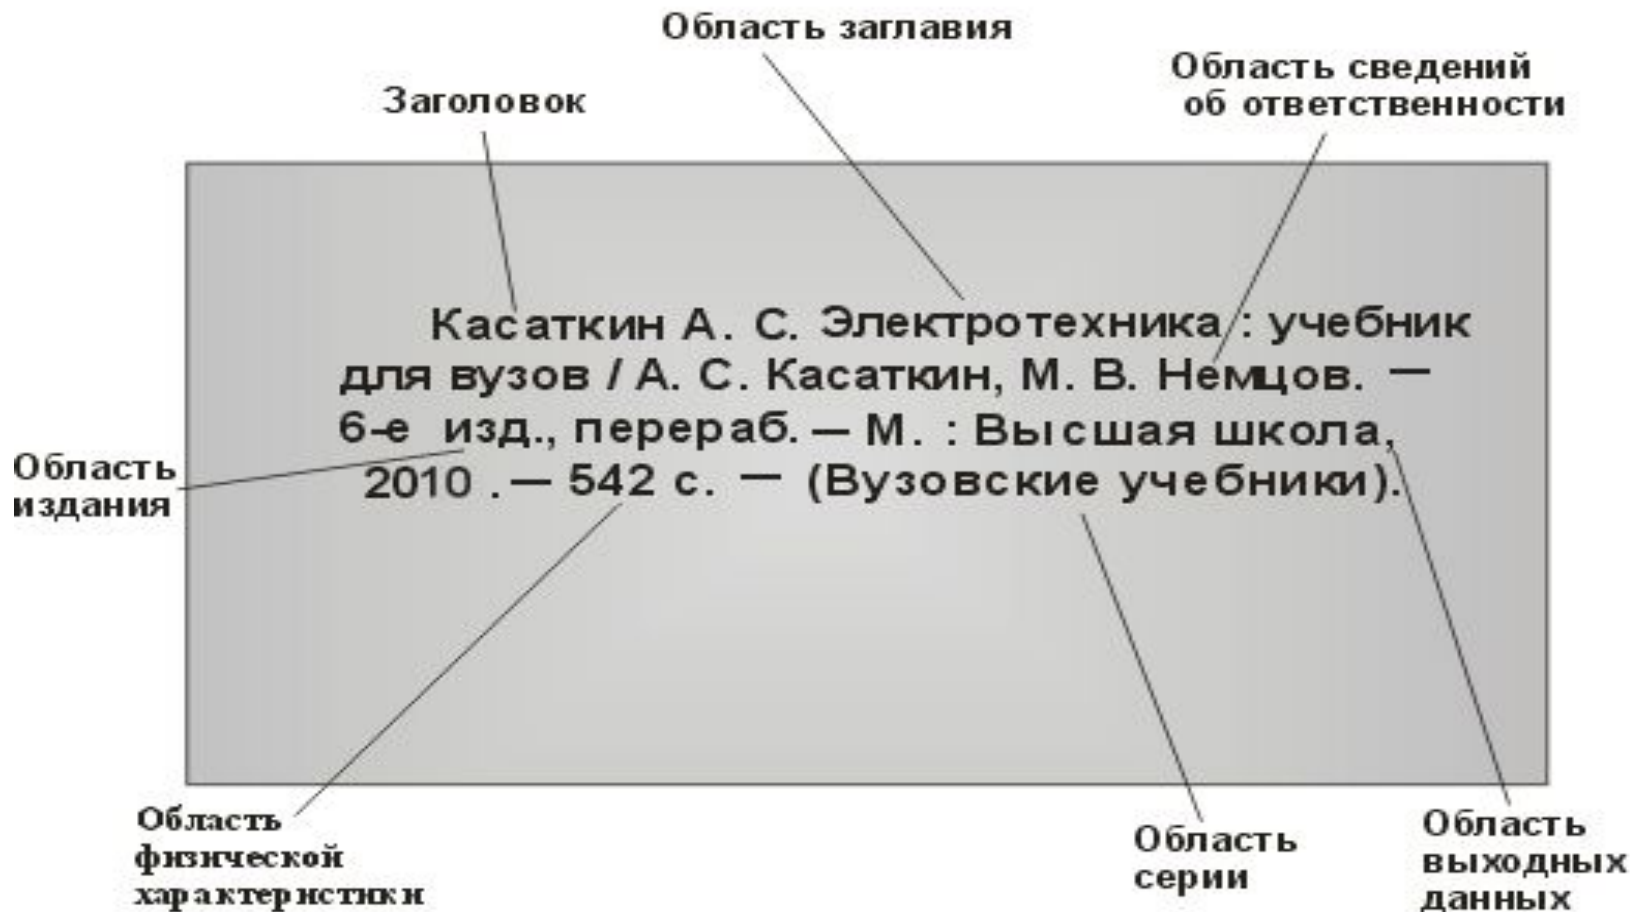 Область заглавия
Область сведений
об ответственности
Заголовок
Касаткин А. С. Электротехника : учебник
для вузов / А. С. Касаткин, М. В. Немцов. —
6-е изд., перераб. — М. : Высшая школа,
2010 . — 542 с. — (Вузовские учебники).
Область
издания
Область
физической
характеристики
Область
серии
Область
выходных
данных